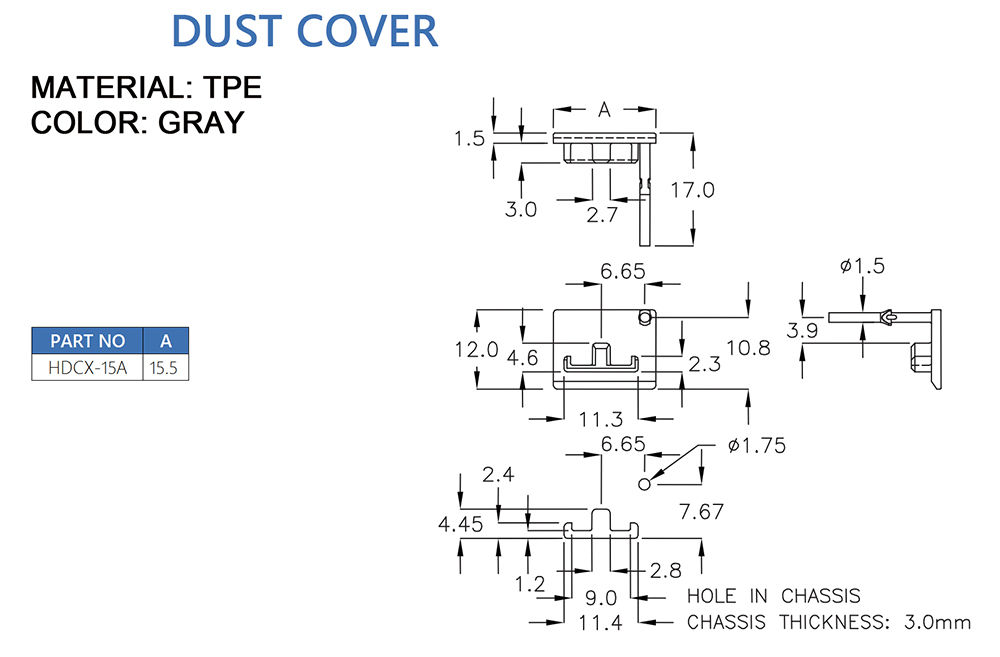 DUST COVER
MATERIAL: TPE
COLOR: GRAY
A
1.5
17.0
3.0
2.7
6.65
ø1.5
PART NO A
HDCX-15A 15.5
12.0
4.6
2.3
10.8
3.9
11.3
6.65
ø1.75
2.4
4.45
7.67
1.2
2.8
9.0
11.4
HOLE IN CHASSIS
CHASSIS THICKNESS: 3.0mm